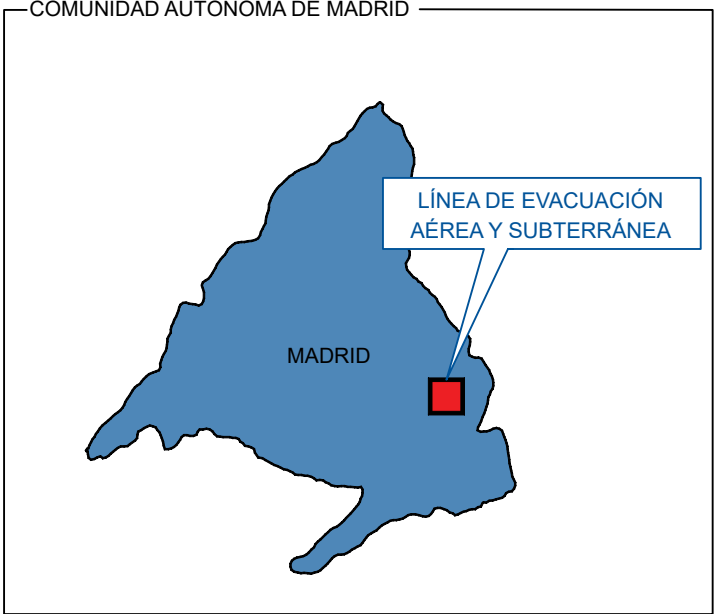 COMUNIDAD AUTÓNOMA DE MADRID
LÍNEA DE EVACUACIÓN
AÉREA Y SUBTERRÁNEA
MADRID